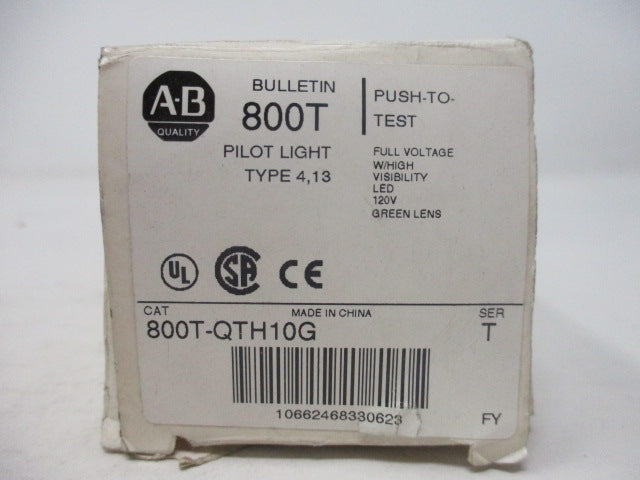 A-B
QUALITY
BULLETIN
800T
PILOT LIGHT
TYPE 4,13
PUSH-TO-
TEST
FULL VOLTAGE
W/HIGH
VISIBILITY
LED
120V
GREEN LENS
UL
SA
CE
CAT
MADE IN CHINA
SER
800T-QTH10G
T
10662468330623
FY